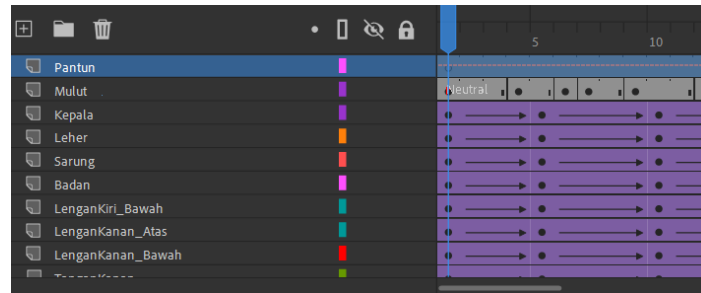 5 10
Pantun
Mulut Neutral
Kepala
Leher
Sarung
Badan
LenganKiri_Bawah
LenganKanan_Atas
LenganKanan_Bawah